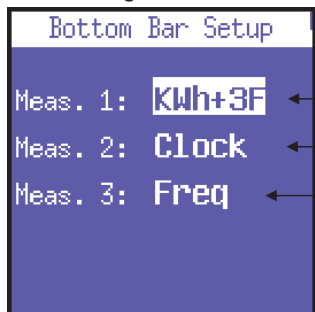 Bottom Bar Setup
Meas. 1: KWh+3F
Meas. 2: Clock
Meas. 3: Freq